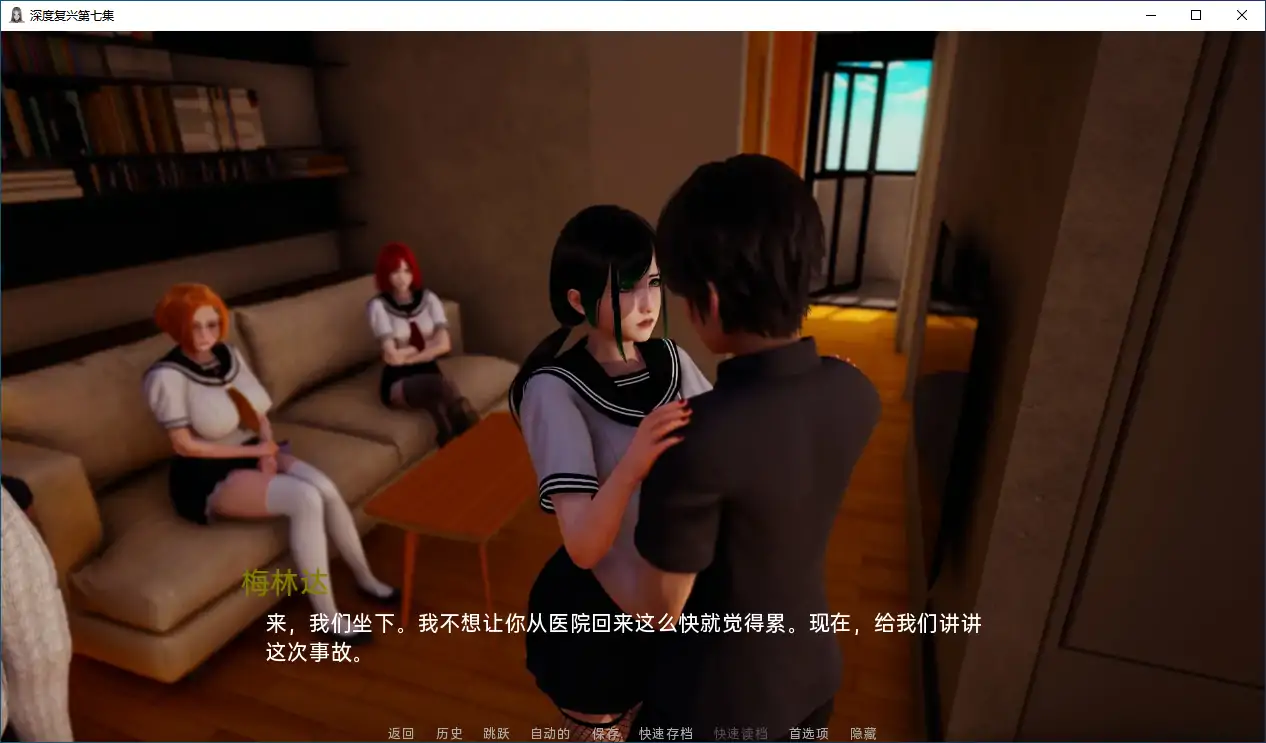 深度复兴第七集
梅林达
来，我们坐下。我不想让你从医院回来这么快就觉得累。现在，给我们讲讲
这次事故。
返回 历史 跳跃 自动的 保存 快速存档 快速读档 首选项 隐藏